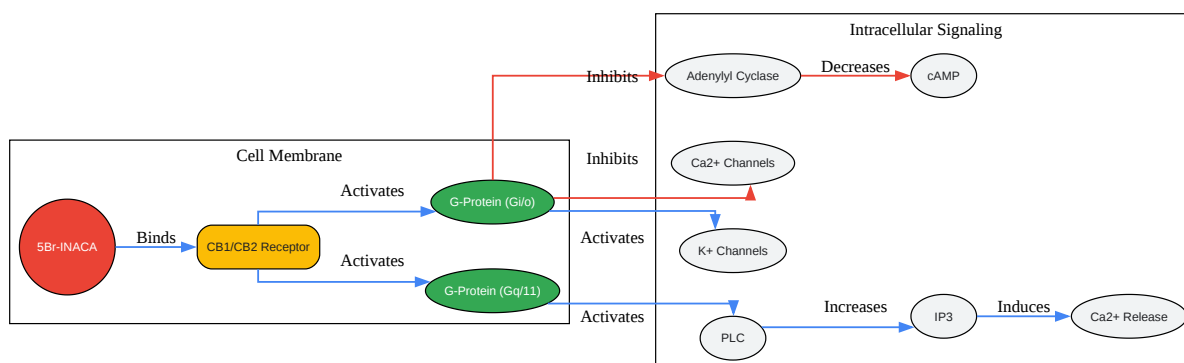 Intracellular Signaling
Inhibits
Adenylyl Cyclase
Decreases
cAMP
Cell Membrane
Inhibits
Ca2+ Channels
Activates
G-Protein (Gi/o)
5Br-INACA
Binds
CB1/CB2 Receptor
Activates
K+ Channels
Activates
G-Protein (Gq/11)
Activates
PLC
Increases
IP3
Induces
Ca2+ Release